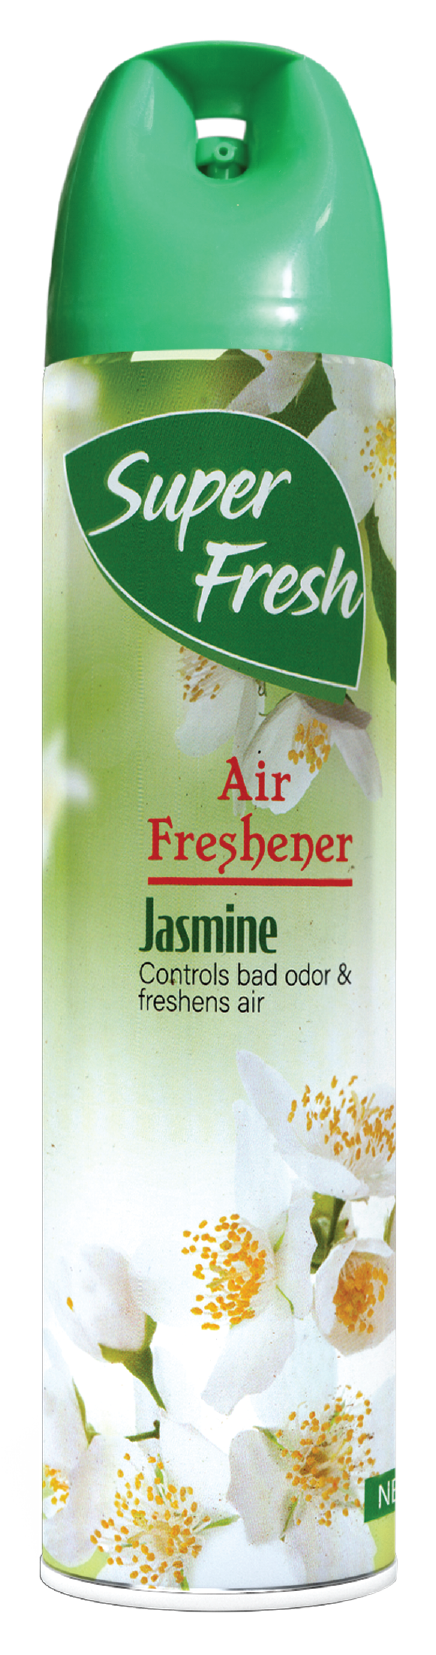 Super
Fresh
Air
Freshener
Jasmine
Controls bad odor &
freshens air